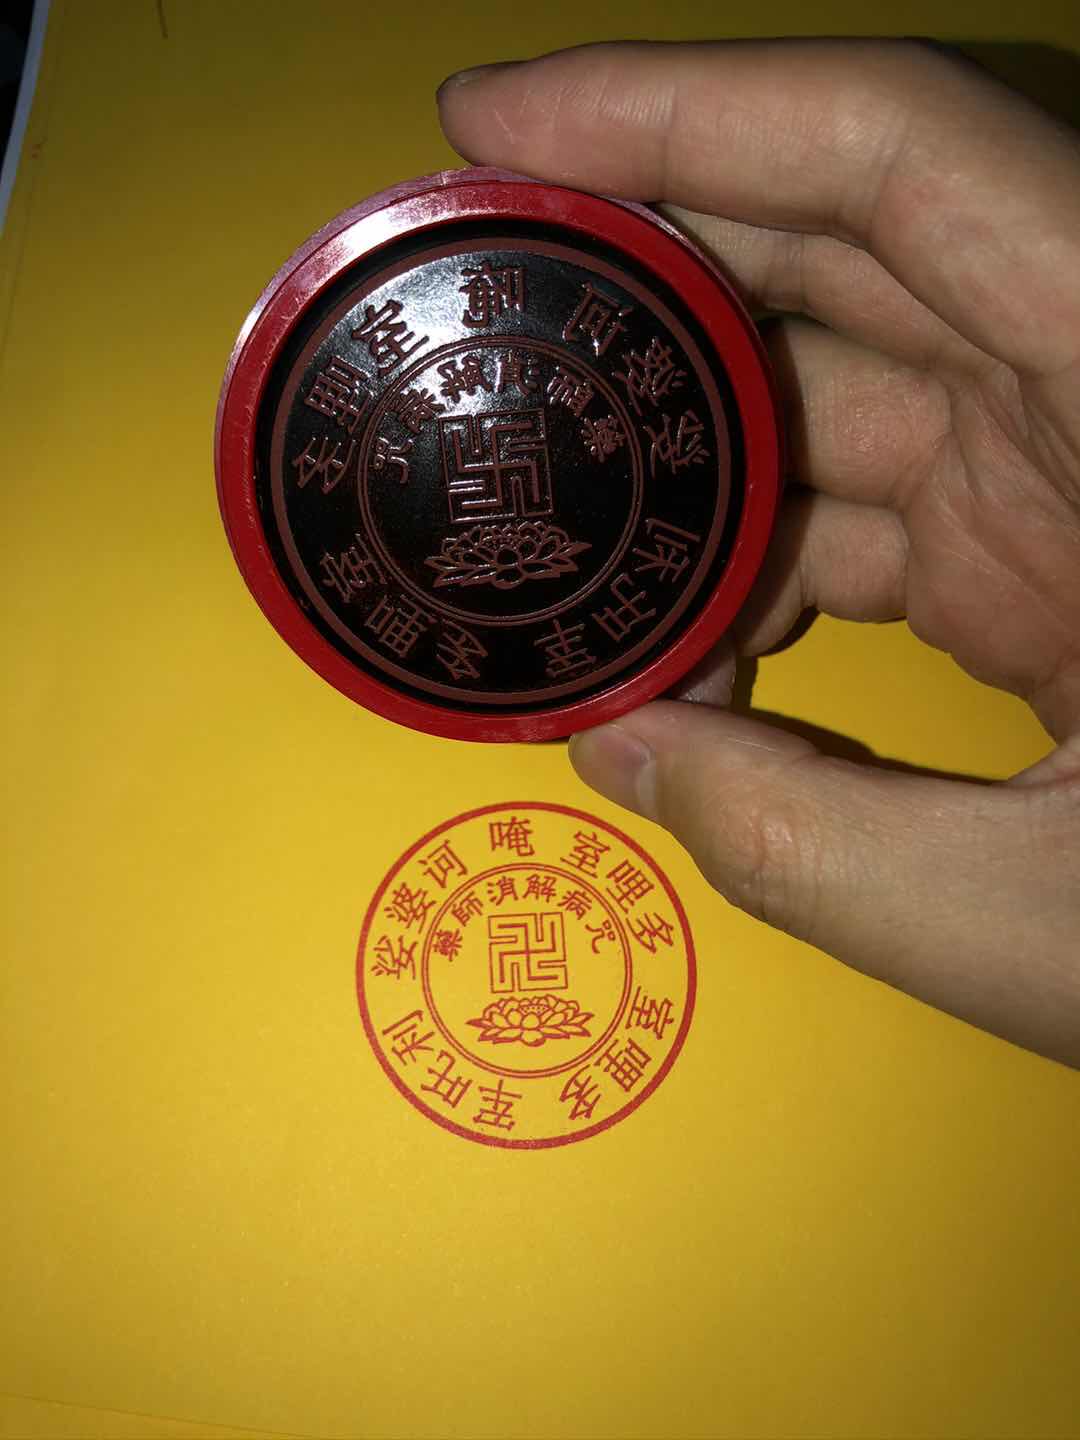 唵 室哩多 室哩多 军吒利 娑婆诃
藥師消解病咒
卍